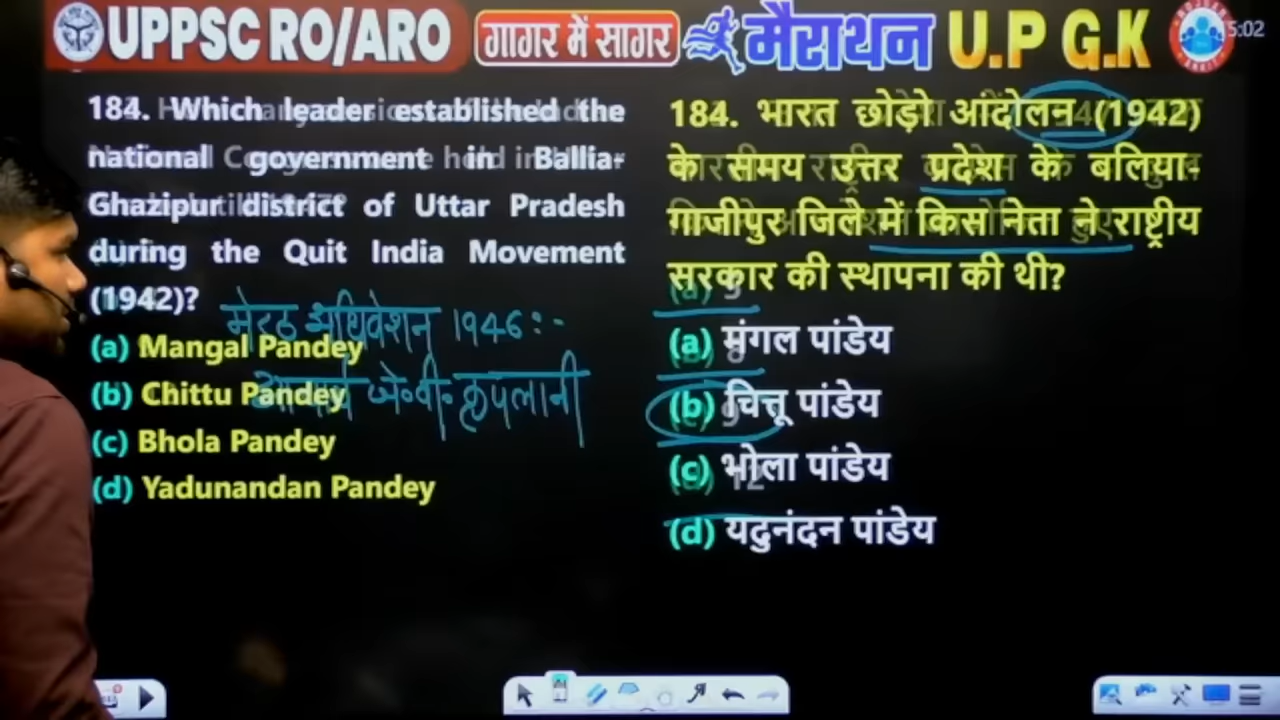 UPPSC RO/ARO गागर में सागर मैराथन U.P G.K 5:02
184. Which leader established the
national government in Ballia-
Ghazipur district of Uttar Pradesh
during the Quit India Movement
(1942)?
मेरठ अधिवेशन 1946:-
(a) Mangal Pandey
आचार्य जे०वी० कृपलानी
(b) Chittu Pandey
(c) Bhola Pandey
(d) Yadunandan Pandey
184. भारत छोड़ो आंदोलन (1942)
के समय उत्तर प्रदेश के बलिया-
गाजीपुर जिले में किस नेता ने राष्ट्रीय
सरकार की स्थापना की थी?
(a) मंगल पांडेय
(b) चित्तू पांडेय
(c) भोला पांडेय
(d) यदुनंदन पांडेय